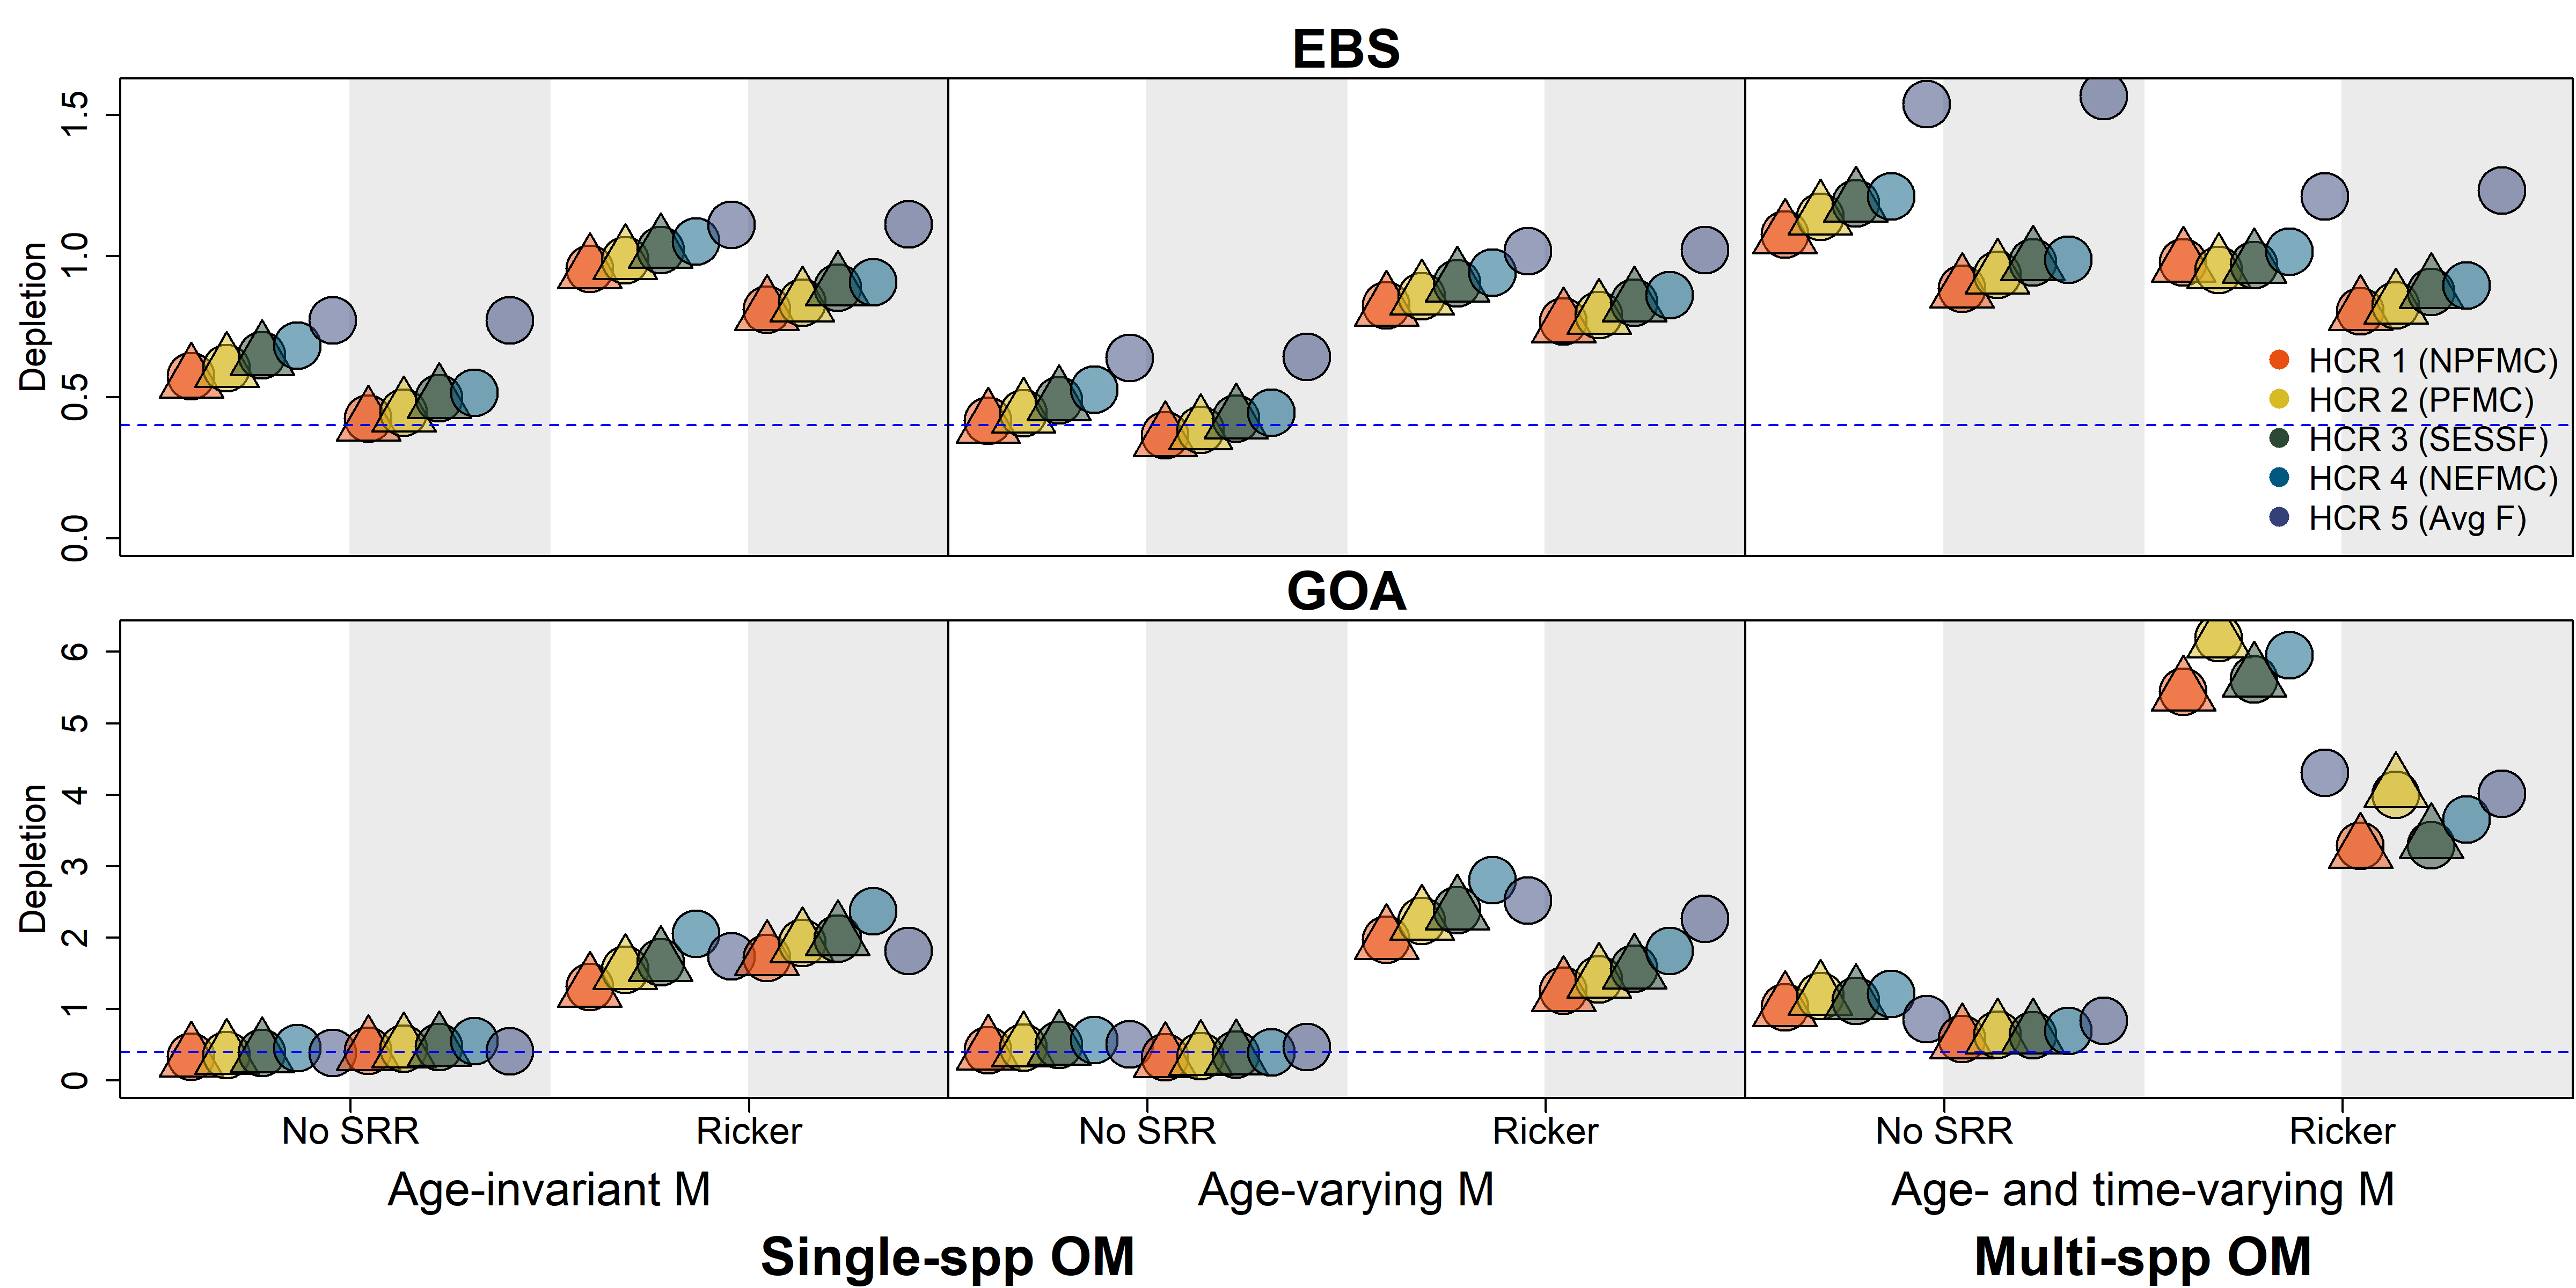 EBS
Depletion
1.5
1.0
0.5
0.0
HCR 1 (NPFMC)
HCR 2 (PFMC)
HCR 3 (SESSF)
HCR 4 (NEFMC)
HCR 5 (Avg F)
GOA
Depletion
6
5
4
3
2
1
0
No SRR Ricker No SRR Ricker No SRR Ricker
Age-invariant M Age-varying M Age- and time-varying M
Single-spp OM Multi-spp OM